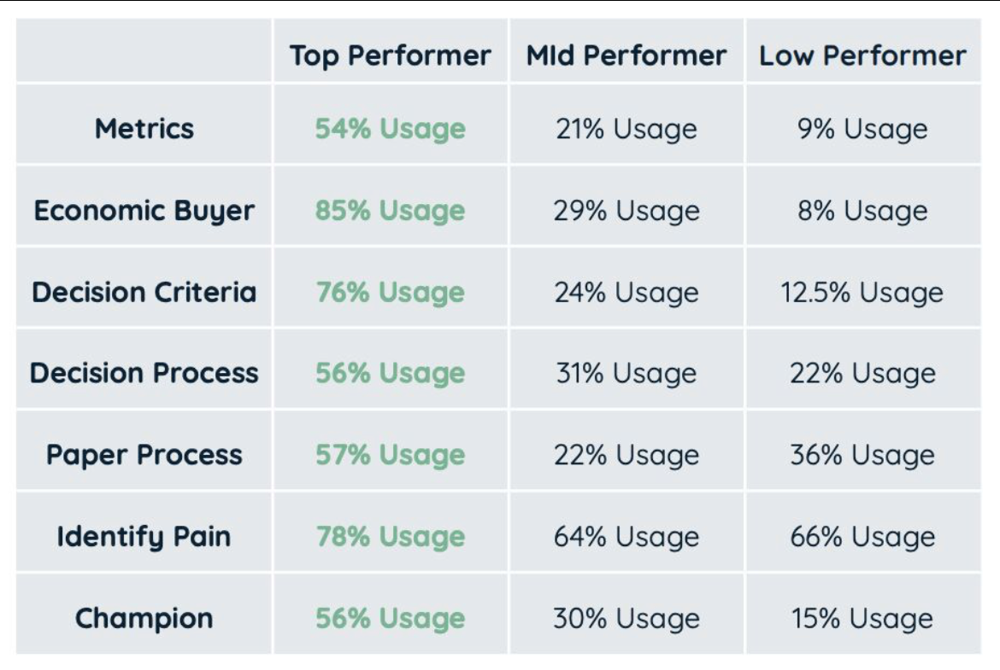 Top Performer MId Performer Low Performer
Metrics 54% Usage 21% Usage 9% Usage
Economic Buyer 85% Usage 29% Usage 8% Usage
Decision Criteria 76% Usage 24% Usage 12.5% Usage
Decision Process 56% Usage 31% Usage 22% Usage
Paper Process 57% Usage 22% Usage 36% Usage
Identify Pain 78% Usage 64% Usage 66% Usage
Champion 56% Usage 30% Usage 15% Usage